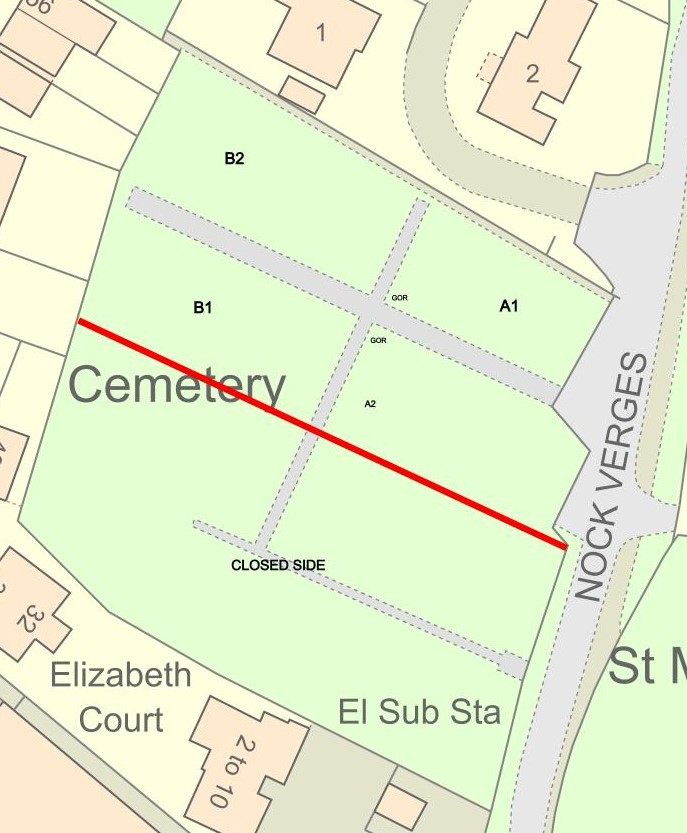 1
2
B2
GOR
A1
B1
GOR
Cemetery
A2
NOCK VERGES
CLOSED SIDE
32
Elizabeth
Court
El Sub Sta
St M
2 to 10